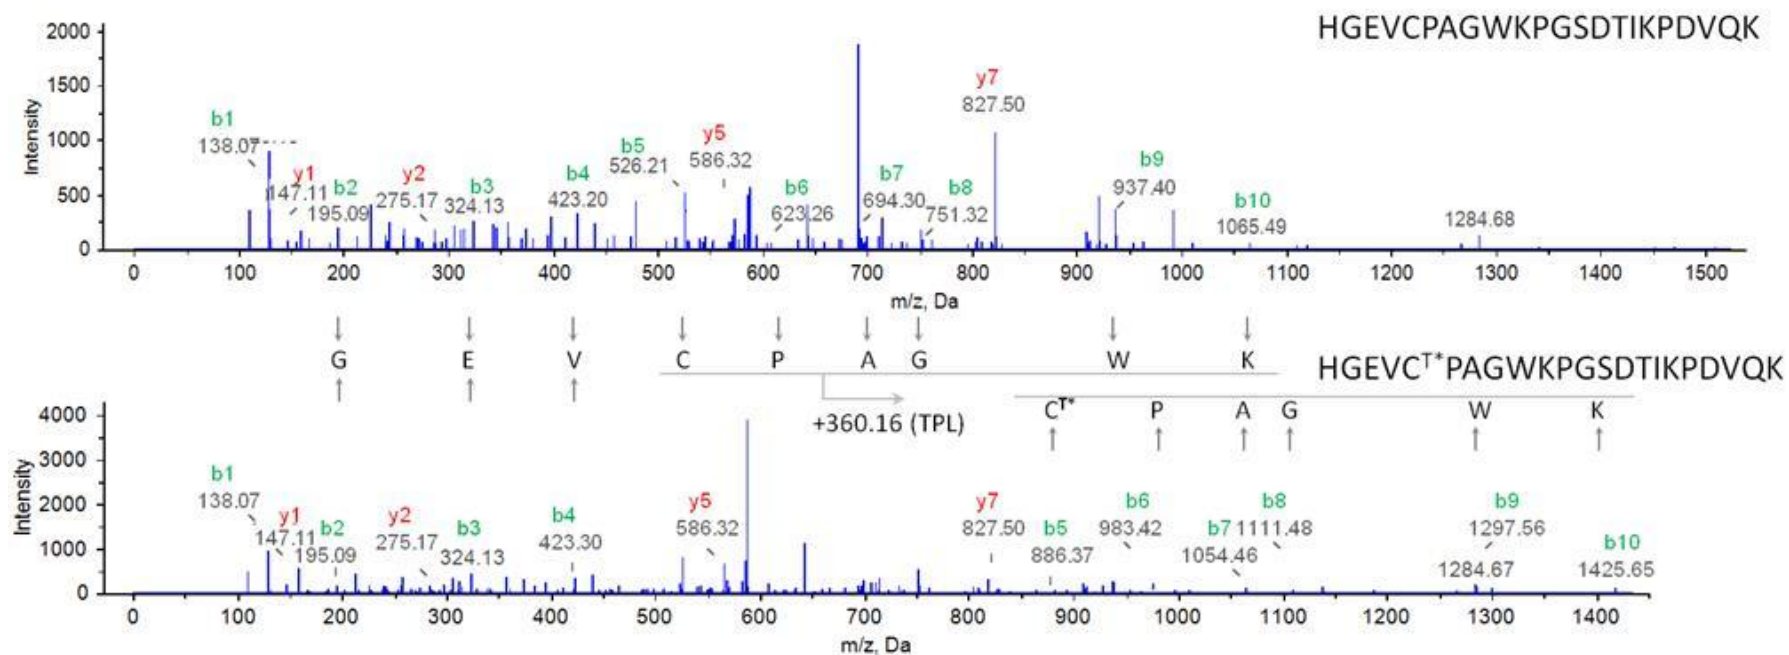 HGEVCPAGWKPGSDTIKPDVQK
2000
1500
1000
500
0
Intensity
b1
138.07
y1
147.11
b2
195.09
y2
275.17
b3
324.13
b4
423.20
b5
526.21
y5
586.32
b6
623.26
b7
694.30
b8
751.32
y7
827.50
b9
937.40
b10
1065.49
1284.68
0 100 200 300 400 500 600 700 800 900 1000 1100 1200 1300 1400 1500
m/z, Da
G E V C P A G W K
HGEVCT*PAGWKPGSDTIKPDVQK
+360.16 (TPL)
CT* P A G W K
4000
3000
2000
1000
0
Intensity
b1
138.07
y1
147.11
b2
195.09
y2
275.17
b3
324.13
b4
423.30
y5
586.32
y7
827.50
b5
886.37
b6
983.42
b7
1054.46
b8
1111.48
b9
1297.56
1284.67
b10
1425.65
0 100 200 300 400 500 600 700 800 900 1000 1100 1200 1300 1400
m/z, Da